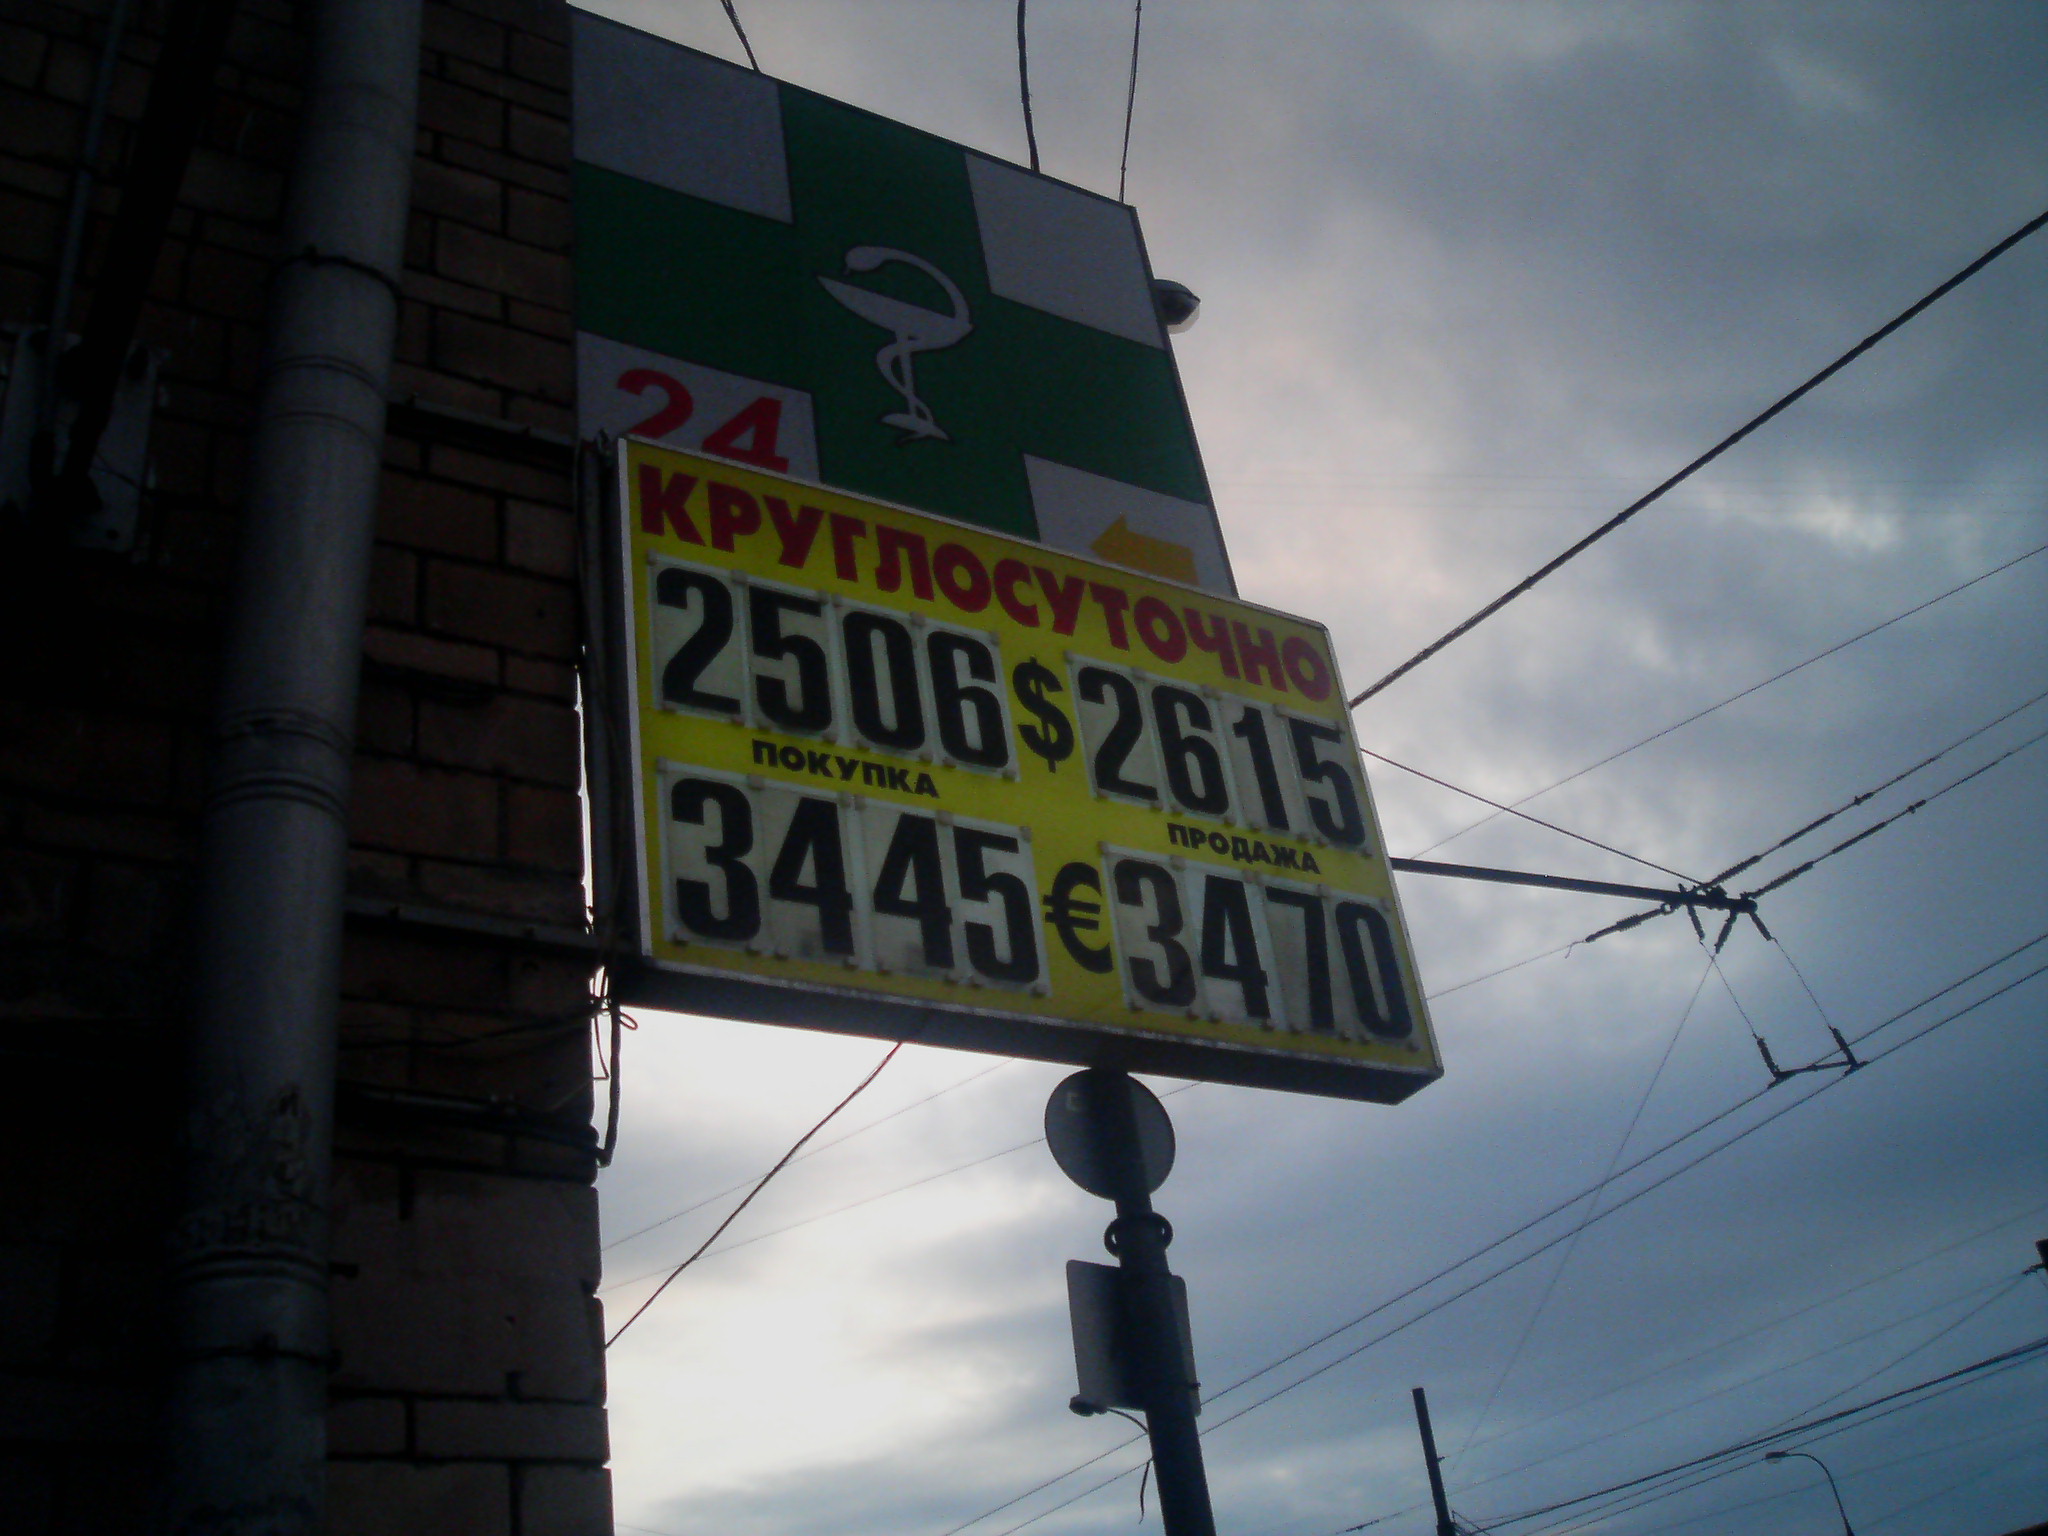 24
КРУГЛОСУТОЧНО
2506 $ 2615
ПОКУПКА
ПРОДАЖА
3445 € 3470